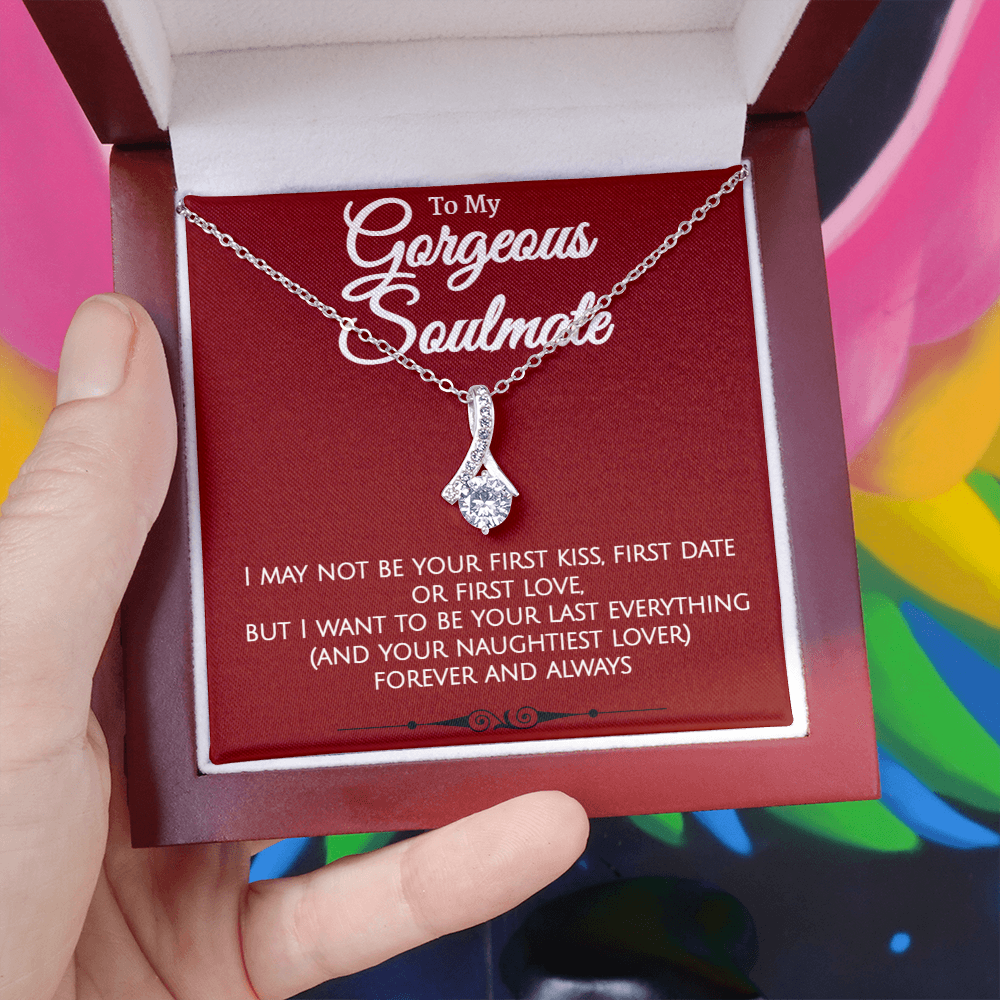 To My
Gorgeous
Soulmate
I MAY NOT BE YOUR FIRST KISS, FIRST DATE
OR FIRST LOVE,
BUT I WANT TO BE YOUR LAST EVERYTHING
(AND YOUR NAUGHTIEST LOVER)
FOREVER AND ALWAYS